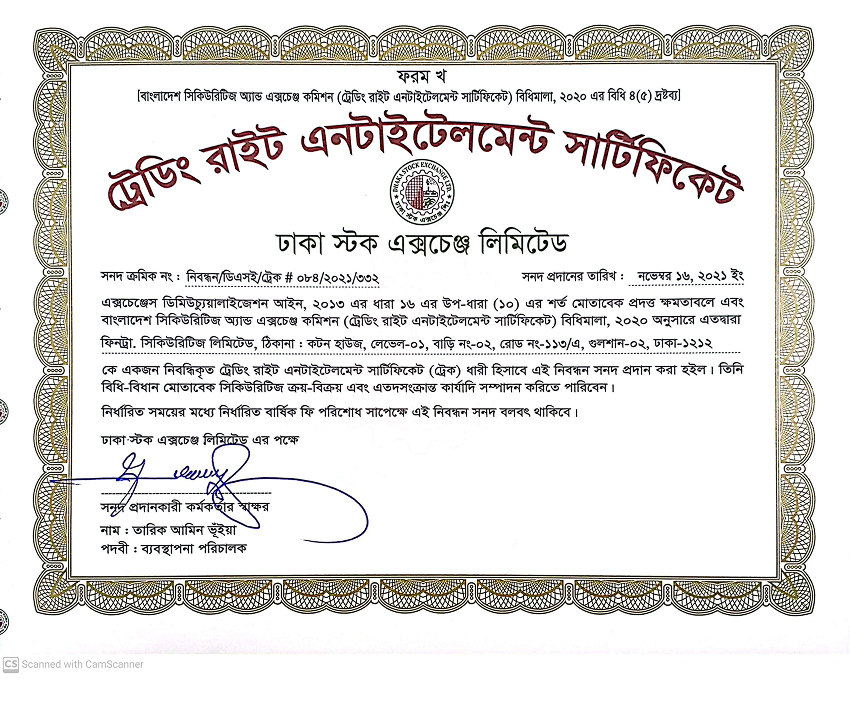 ফরম খ
[বাংলাদেশ সিকিউরিটিজ অ্যান্ড এক্সচেঞ্জ কমিশন (ট্রেডিং রাইট এনটাইটেলমেন্ট সার্টিফিকেট) বিধিমালা, ২০২০ এর বিধি ৪(৫) দ্রষ্টব্য]
ট্রেডিং রাইট এনটাইটেলমেন্ট সার্টিফিকেট
DHAKA STOCK EXCHANGE LTD.
ঢাকা স্টক এক্সচেঞ্জ লিঃ
ঢাকা স্টক এক্সচেঞ্জ লিমিটেড
সনদ ক্রমিক নং : নিবন্ধন/ডিএসই/ট্রেক # ০৮৪/২০২১/৩৩২ সনদ প্রদানের তারিখ : নভেম্বর ১৬, ২০২১ ইং
এক্সচেঞ্জেস ডিমিউচ্যুয়ালাইজেশন আইন, ২০১৩ এর ধারা ১৬ এর উপ-ধারা (১০) এর শর্ত মোতাবেক প্রদত্ত ক্ষমতাবলে এবং
বাংলাদেশ সিকিউরিটিজ অ্যান্ড এক্সচেঞ্জ কমিশন (ট্রেডিং রাইট এনটাইটেলমেন্ট সার্টিফিকেট) বিধিমালা, ২০২০ অনুসারে এতদ্বারা
ফিনট্রা. সিকিউরিটিজ লিমিটেড, ঠিকানা : কটন হাউজ, লেভেল-০১, বাড়ি নং-০২, রোড নং-১১৩/এ, গুলশান-০২, ঢাকা-১২১২
কে একজন নিবন্ধিকৃত ট্রেডিং রাইট এনটাইটেলমেন্ট সার্টিফিকেট (ট্রেক) ধারী হিসাবে এই নিবন্ধন সনদ প্রদান করা হইল। তিনি
বিধি-বিধান মোতাবেক সিকিউরিটিজ ক্রয়-বিক্রয় এবং এতদসংক্রান্ত কার্যাদি সম্পাদন করিতে পারিবেন।
নির্ধারিত সময়ের মধ্যে নির্ধারিত বার্ষিক ফি পরিশোধ সাপেক্ষে এই নিবন্ধন সনদ বলবৎ থাকিবে।
ঢাকা স্টক এক্সচেঞ্জ লিমিটেড এর পক্ষে
সনদ প্রদানকারী কর্মকর্তার স্বাক্ষর
নাম : তারিক আমিন ভূঁইয়া
পদবী : ব্যবস্থাপনা পরিচালক
CS Scanned with CamScanner